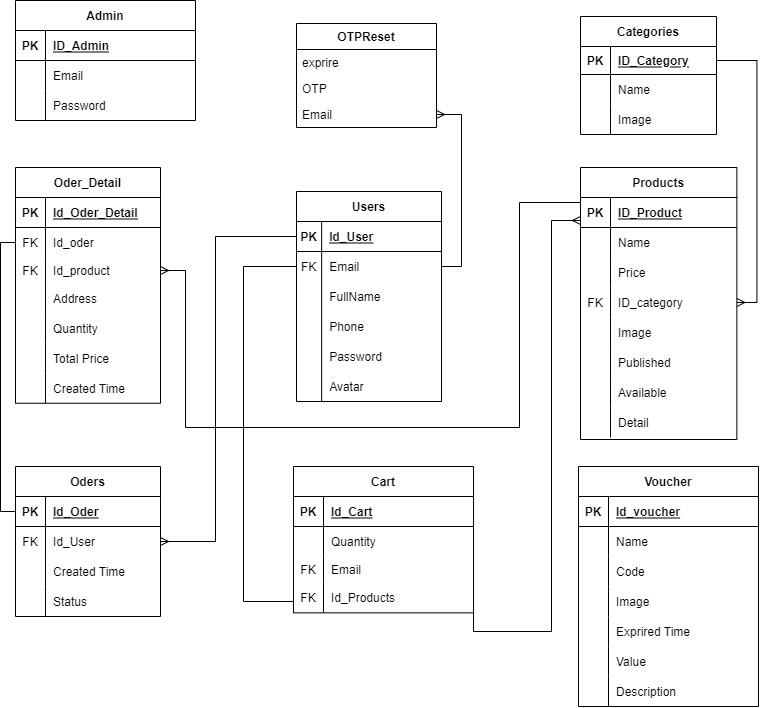 Admin
PK ID_Admin
Email
Password
OTPReset
exprire
OTP
Email
Categories
PK ID_Category
Name
Image
Oder_Detail
PK Id_Oder_Detail
FK Id_oder
FK Id_product
Address
Quantity
Total Price
Created Time
Users
PK Id_User
FK Email
FullName
Phone
Password
Avatar
Products
PK ID_Product
Name
Price
FK ID_category
Image
Published
Available
Detail
Oders
PK Id_Oder
FK Id_User
Created Time
Status
Cart
PK Id_Cart
Quantity
FK Email
FK Id_Products
Voucher
PK Id_voucher
Name
Code
Image
Exprired Time
Value
Description